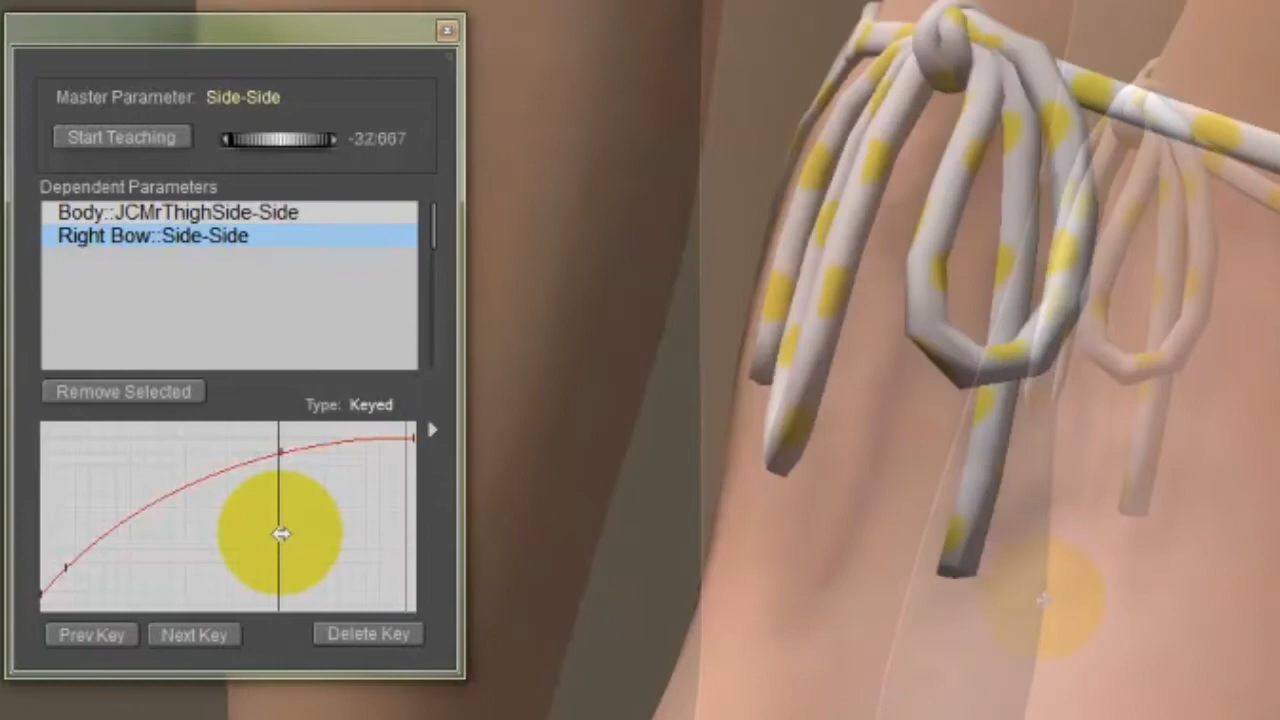 Master Parameter: Side-Side
Start Teaching -32.667
Dependent Parameters
Body::JCMrThighSide-Side
Right Bow::Side-Side
Remove Selected
Type: Keyed
Prev Key Next Key Delete Key